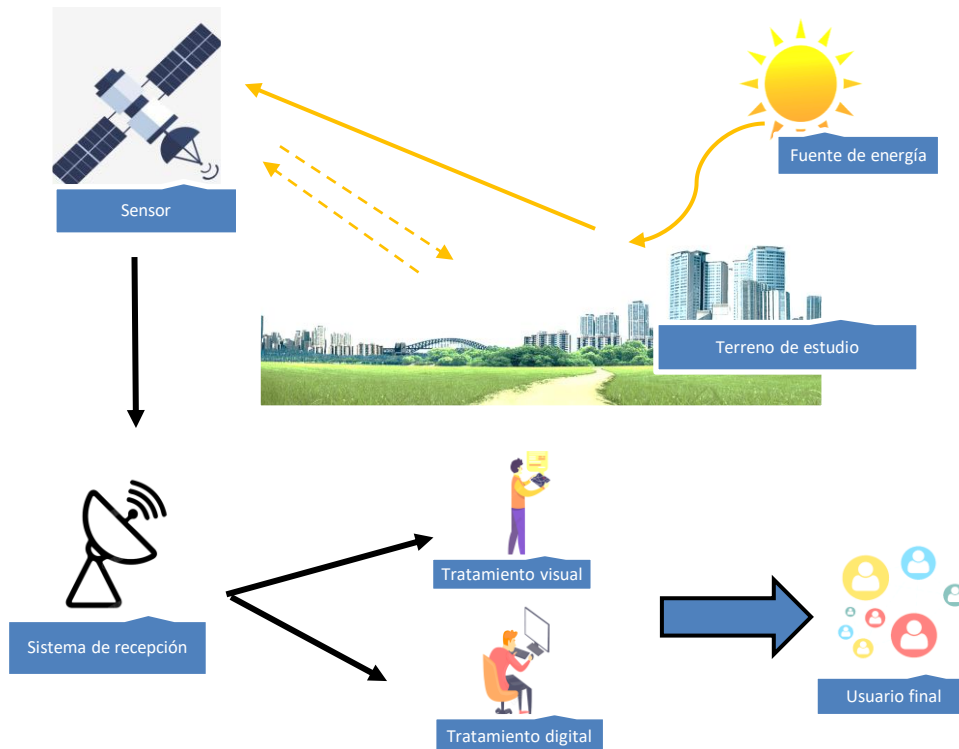 Fuente de energía
Sensor
Terreno de estudio
Tratamiento visual
Sistema de recepción
Usuario final
Tratamiento digital